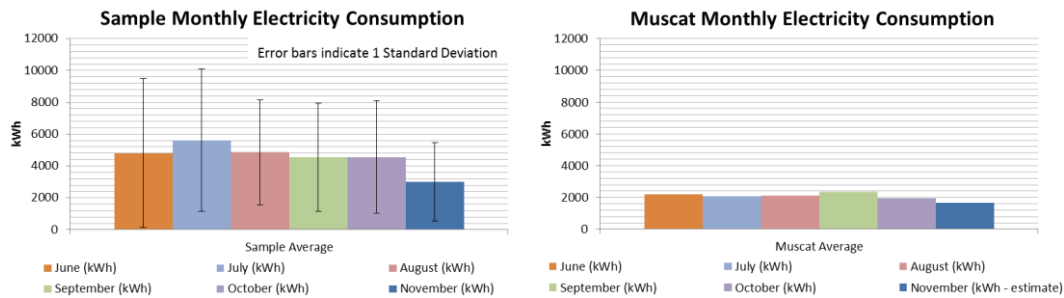 Sample Monthly Electricity Consumption
12000
10000
8000
6000
4000
2000
0
kWh
Error bars indicate 1 Standard Deviation
Sample Average
June (kWh) July (kWh) August (kWh)
September (kWh) October (kWh) November (kWh)
Muscat Monthly Electricity Consumption
12000
10000
8000
6000
4000
2000
0
kWh
Muscat Average
June (kWh) July (kWh) August (kWh)
September (kWh) October (kWh) November (kWh - estimate)